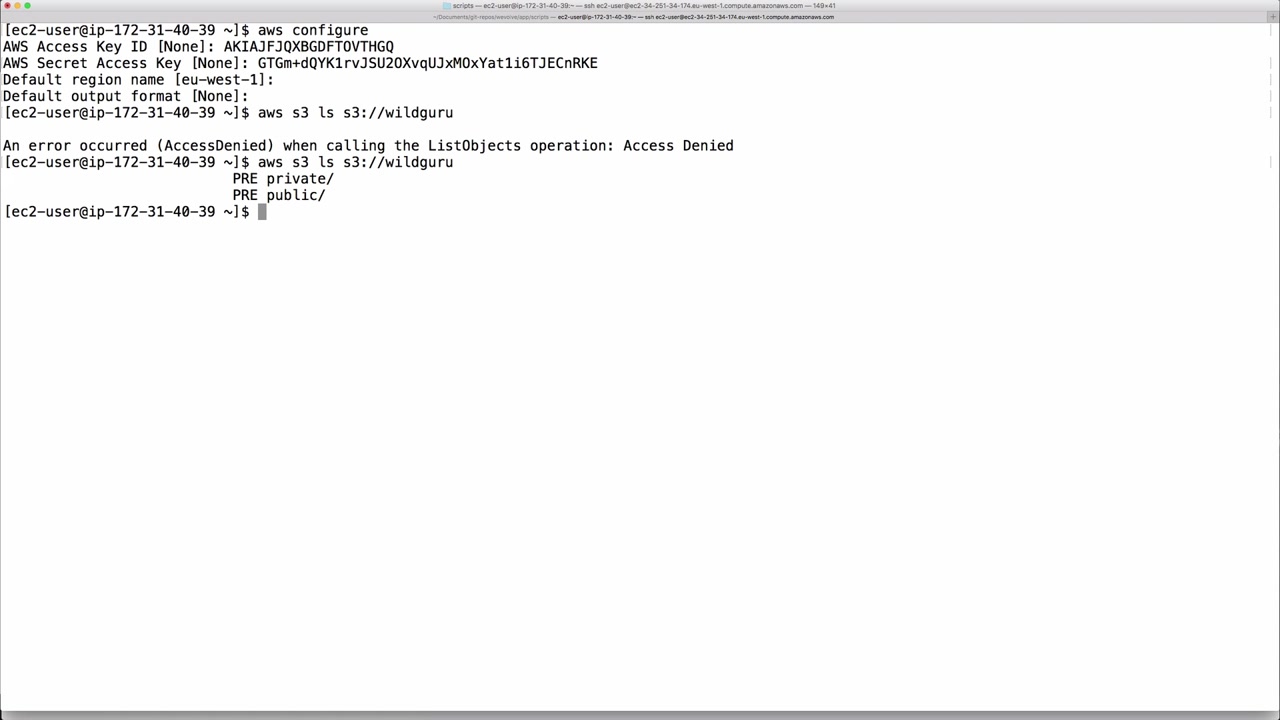 scripts — ec2-user@ip-172-31-40-39:~ — ssh ec2-user@ec2-34-251-34-174.eu-west-1.compute.amazonaws.com — 149×41
~/Documents/git-repos/wevolve/app/scripts — ec2-user@ip-172-31-40-39:~ — ssh ec2-user@ec2-34-251-34-174.eu-west-1.compute.amazonaws.com
[ec2-user@ip-172-31-40-39 ~]$ aws configure
AWS Access Key ID [None]: AKIAJFJQXBGDFTOVTHGQ
AWS Secret Access Key [None]: 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
Default region name [eu-west-1]:
Default output format [None]:
[ec2-user@ip-172-31-40-39 ~]$ aws s3 ls s3://wildguru
An error occurred (AccessDenied) when calling the ListObjects operation: Access Denied
[ec2-user@ip-172-31-40-39 ~]$ aws s3 ls s3://wildguru
PRE private/
PRE public/
[ec2-user@ip-172-31-40-39 ~]$